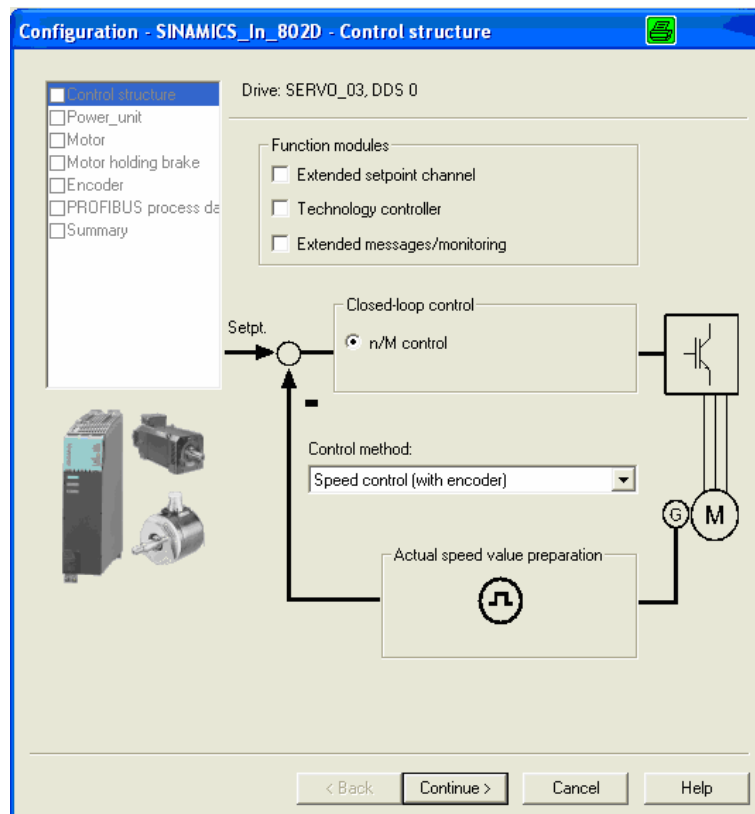 Configuration - SINAMICS_In_802D - Control structure
Control structure
Power_unit
Motor
Motor holding brake
Encoder
PROFIBUS process da
Summary
Drive: SERVO_03, DDS 0
Function modules
Extended setpoint channel
Technology controller
Extended messages/monitoring
Closed-loop control
Setpt.
n/M control
Control method:
Speed control (with encoder)
G
M
Actual speed value preparation
< Back
Continue >
Cancel
Help